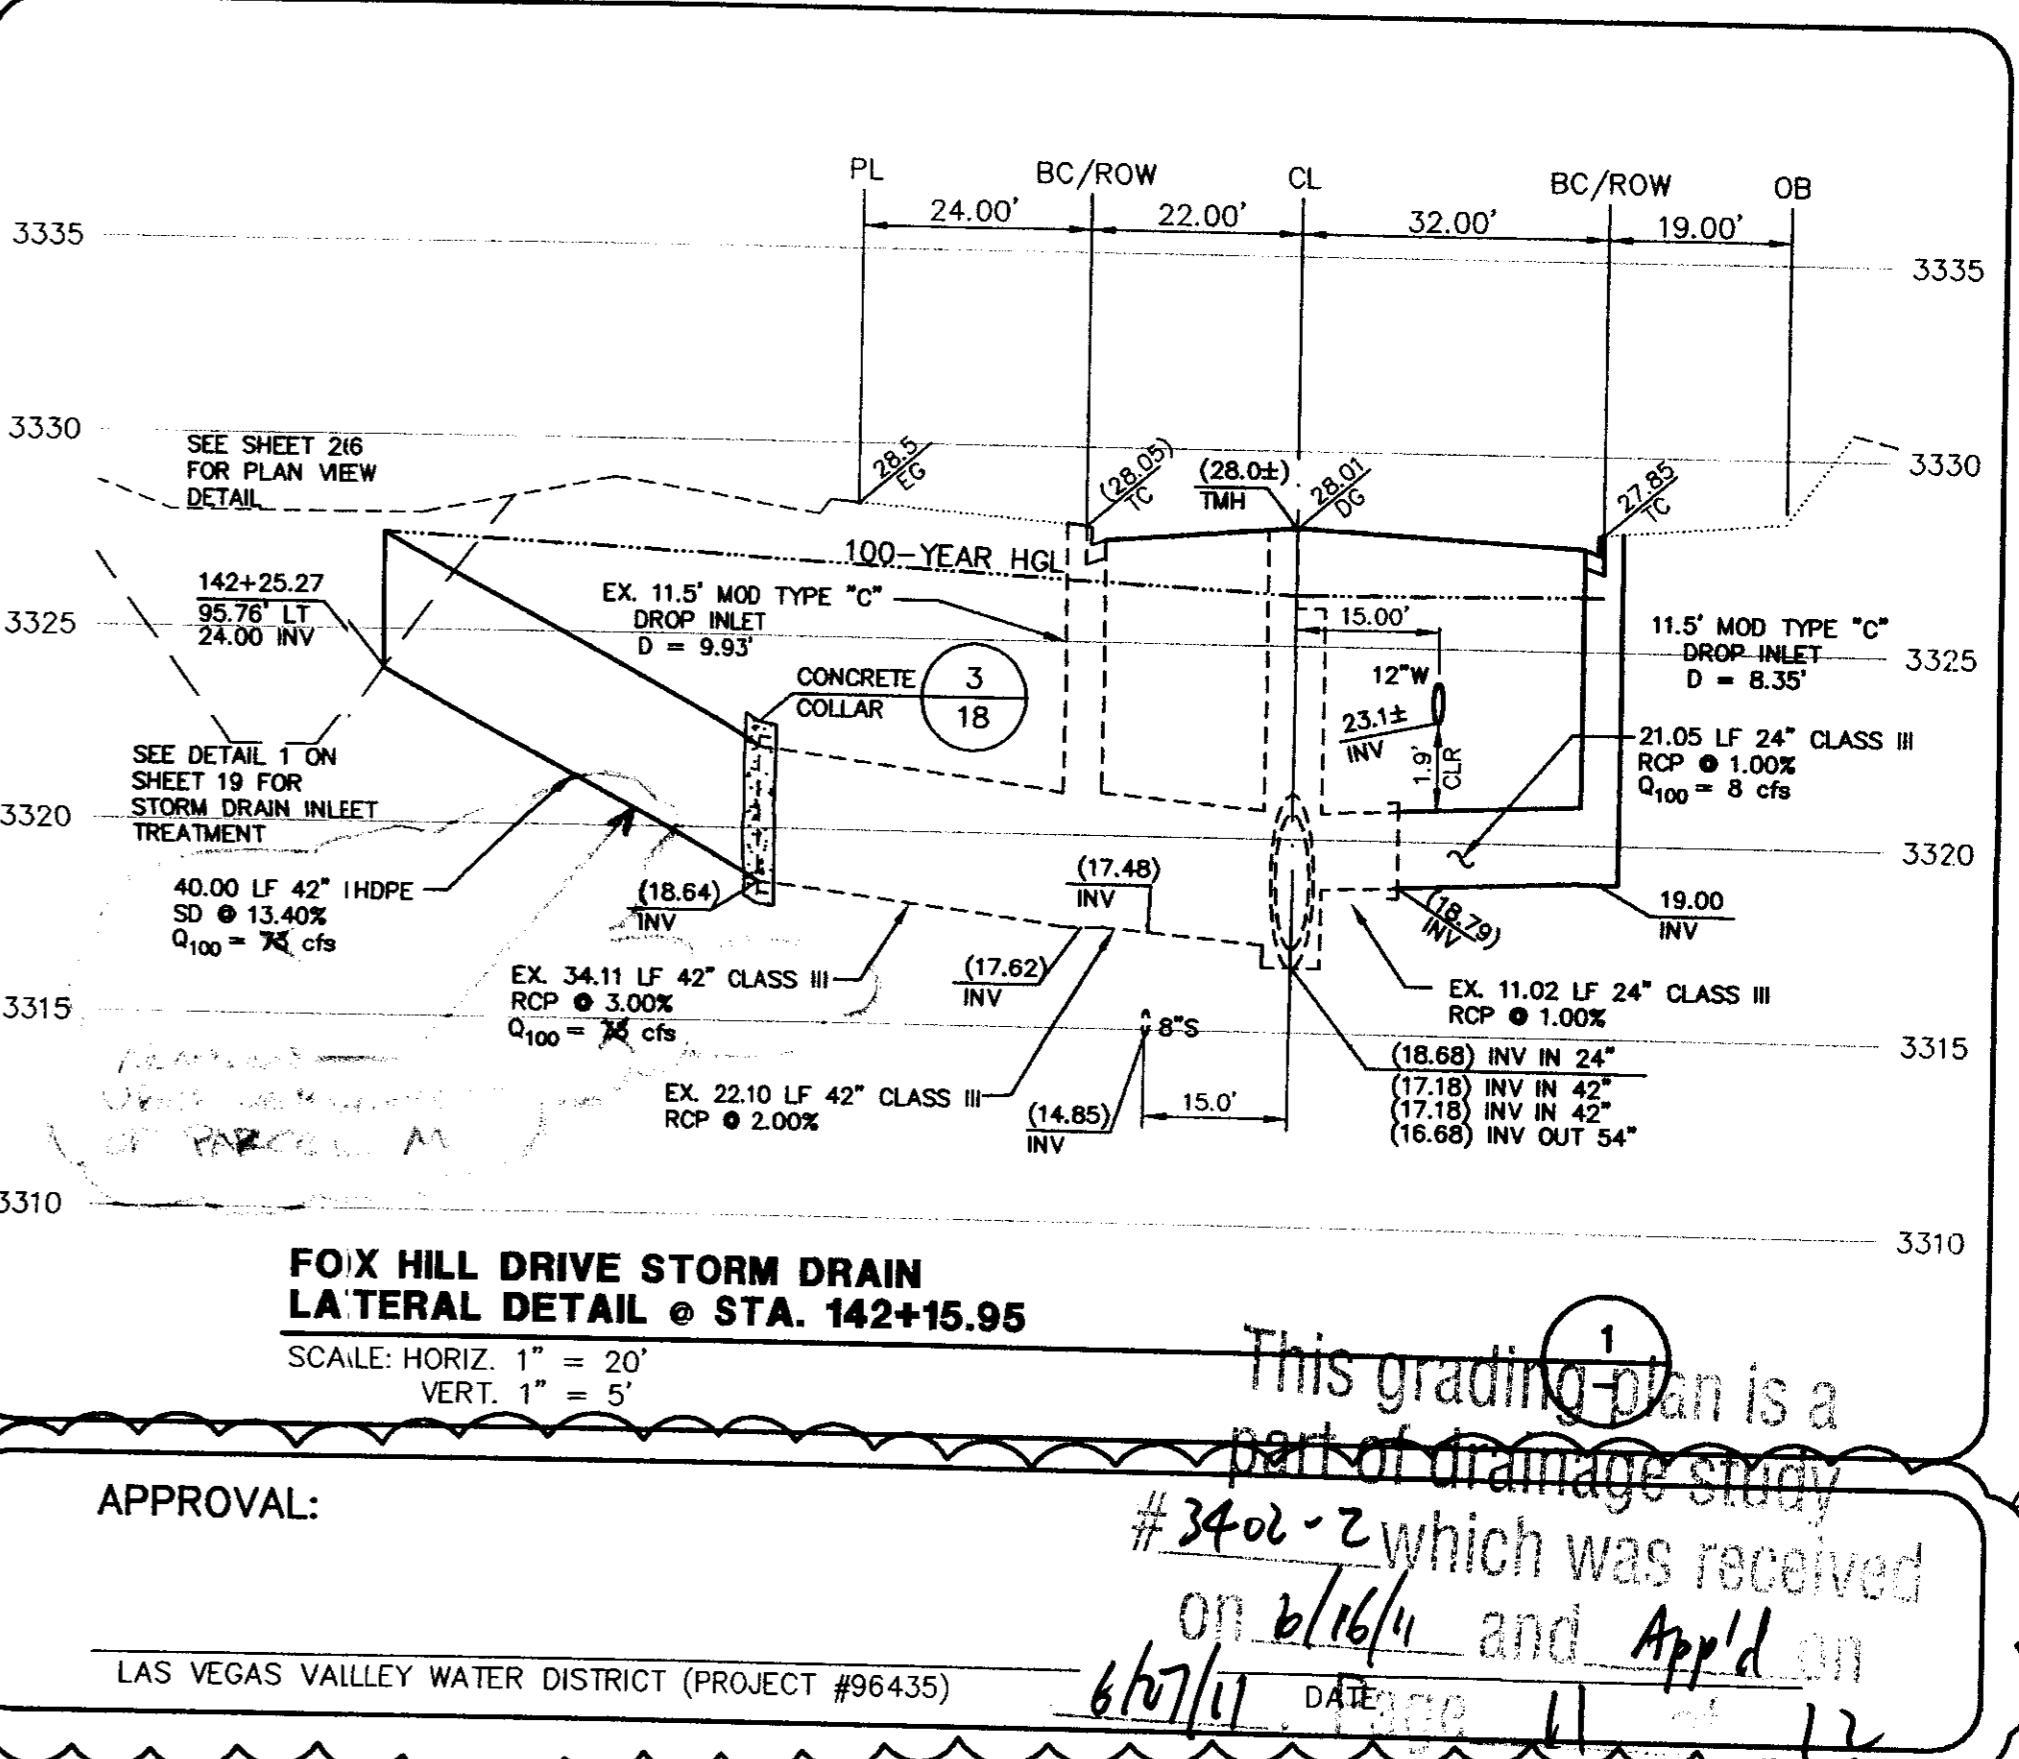 PL
BC/ROW
CL
BC/ROW
OB
24.00'
22.00'
32.00'
19.00'
3335
3335
3330
3330
SEE SHEET 2(6
FOR PLAN VIEW
DETAIL
28.5
EG
(28.05)
TC
(28.0±)
TMH
28.01
DG
27.85
TC
100-YEAR HGL
142+25.27
95.76' LT
24.00 INV
EX. 11.5' MOD TYPE "C"
DROP INLET
D = 9.93'
15.00'
11.5' MOD TYPE "C"
DROP INLET
D = 8.35'
3325
3325
CONCRETE
COLLAR
3
18
12"W
23.1±
INV
1.9'
CLR
21.05 LF 24" CLASS III
RCP @ 1.00%
Q100 = 8 cfs
SEE DETAIL 1 ON
SHEET 19 FOR
STORM DRAIN INLEET
TREATMENT
3320
3320
40.00 LF 42" HDPE
SD @ 13.40%
Q100 = cfs
(18.64)
INV
(17.48)
INV
(18.79)
INV
19.00
INV
EX. 34.11 LF 42" CLASS III
RCP @ 3.00%
Q100 = cfs
(17.62)
INV
EX. 11.02 LF 24" CLASS III
RCP @ 1.00%
3315
3315
8"S
(18.68) INV IN 24"
(17.18) INV IN 42"
(17.18) INV IN 42"
(16.68) INV OUT 54"
EX. 22.10 LF 42" CLASS III
RCP @ 2.00%
(14.85)
INV
15.0'
OF PARCEL M
3310
3310
FOX HILL DRIVE STORM DRAIN
LATERAL DETAIL @ STA. 142+15.95
SCALE: HORIZ. 1" = 20'
VERT. 1" = 5'
1
-
This grading plan is a
part of drainage study
#3402-2 which was received
on 6/16/11 and App'd on
6/27/11. Page 11 of 12
APPROVAL:
LAS VEGAS VALLLEY WATER DISTRICT (PROJECT #96435)
DATE